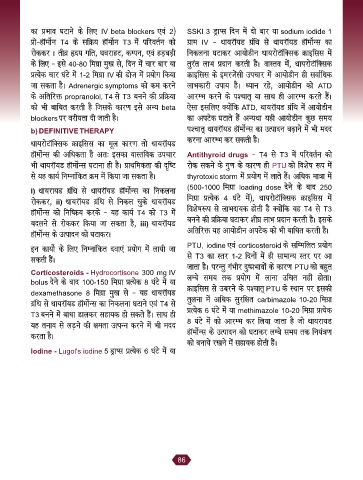 का प्रभाव घटाने के लिए IV beta blockers एवं 2)
प्री-हॉर्मोन T4 के सक्रिय हॉर्मोन T3 में परिवर्तन को
रोककर । तीव्र हृदय गति, घबराहट, कम्पन, एवं हड़बड़ी
के लिए - इसे 40-80 मिग्रा मुख से, दिन में चार बार या
प्रत्येक चार घंटे में 1-2 मिग्रा IV की डोज में प्रयोग किया
जा सकता है। Adrenergic symptoms को कम करने
के अतिरिक्त propranolol, T4 से T3 बनने की प्रक्रिया
को भी बाधित करती है जिसके कारण इसे अन्य beta
blockers पर वरीयता दी जाती है।
b) DEFINITIVE THERAPY
थायरोटॉक्सिक क्राइसिस का मूल कारण तो थायरॉयड
हॉर्मोन्स की अधिकता है अतः इसका वास्तविक उपचार
भी थायरॉयड हॉर्मोन्स घटाना ही है। प्राथमिकता की दृष्टि
से यह कार्य निम्नांकित क्रम में किया जा सकता है।
i) थायरायड ग्रंथि से थायरॉयड हॉर्मोन्स का निकलना
रोककर, ii) थायरॉयड ग्रंथि से निकल चुके थायरॉयड
हॉर्मोन्स को निष्क्रिय करके - यह कार्य T4 को T3 में
बदलने से रोककर किया जा सकता है, iii) थायरॉयड
हॉर्मोन्स के उत्पादन को घटाकर।
इन कार्यों के लिए निम्नांकित दवाएं प्रयोग में लायी जा
सकती हैं।
Corticosteroids - Hydrocortisone 300 mg IV
bolus देने के बाद 100-150 मिग्रा प्रत्येक 8 घंटे में या
dexamethasone 8 मिग्रा मुख से - यह थायरॉयड
ग्रंथि से थायरॉयड हॉर्मोन्स का निकलना घटाने एवं T4 से
T3 बनने में बाधा डालकर सहायक हो सकते हैं। साथ ही
यह तनाव से लड़ने की क्षमता उत्पन्न करने में भी मदद
करता है।
Iodine - Lugol's iodine 5 ड्राप्स प्रत्येक 6 घंटे में या
SSKI 3 ड्राप्स दिन में दो बार या sodium iodide 1
ग्राम IV - थायरॉयड ग्रंथि से थायरॉयड हॉर्मोन्स का
निकलना घटाकर आयोडीन थायरोटॉक्सिक क्राइसिस में
तुरंत लाभ प्रदान करती है। वास्तव में, थायरोटॉक्सिक
क्राइसिस के इमरजेंसी उपचार में आयोडीन ही सर्वाधिक
लाभकारी उपाय है। ध्यान रहे, आयोडीन को ATD
आरम्भ करने के पश्चात् या साथ ही आरम्भ करते हैं।
ऐसा इसलिए क्योंकि ATD, थायरॉयड ग्रंथि में आयोडीन
का अपटेक घटाते हैं अन्यथा यही आयोडीन कुछ समय
पश्चात् थायरॉयड हॉर्मोन्स का उत्पादन बढ़ाने में भी मदद
करना आरम्भ कर सकती है।
Antithyroid drugs - T4 से T3 में परिवर्तन को
रोक सकने के गुण के कारण ही PTU को विशेष रूप में
thyrotoxic storm में प्रयोग में लाते हैं। अधिक मात्रा में
(500-1000 मिग्रा loading dose देने के बाद 250
मिग्रा प्रत्येक 4 घंटे में), थायरोटॉक्सिक क्राइसिस में
विशेषरूप से लाभदायक होती है क्योंकि यह T4 से T3
बनने की प्रक्रिया घटाकर शीघ्र लाभ प्रदान करती है। इसके
अतिरिक्त यह आयोडीन अपटेक को भी बाधित करती है।
PTU, iodine एवं corticosteroid के सम्मिलित प्रयोग
से T3 का स्तर 1-2 दिनों में ही सामान्य स्तर पर आ
जाता है। परन्तु गंभीर दुष्प्रभावों के कारण PTU को बहुत
लम्बे समय तक प्रयोग में लाना उचित नहीं होता।
क्राइसिस से उबरने के पश्चात् PTU के स्थान पर इसकी
तुलना में अधिक सुरक्षित carbimazole 10-20 मिग्रा
प्रत्येक 6 घंटे में या methimazole 10-20 मिग्रा प्रत्येक
8 घंटे में को आरम्भ कर लिया जाता है जो थायरायड
हॉर्मोन्स के उत्पादन को घटाकर लम्बे समय तक नियंत्रण
को बनाये रखाने में सहायक होती हैं।
86